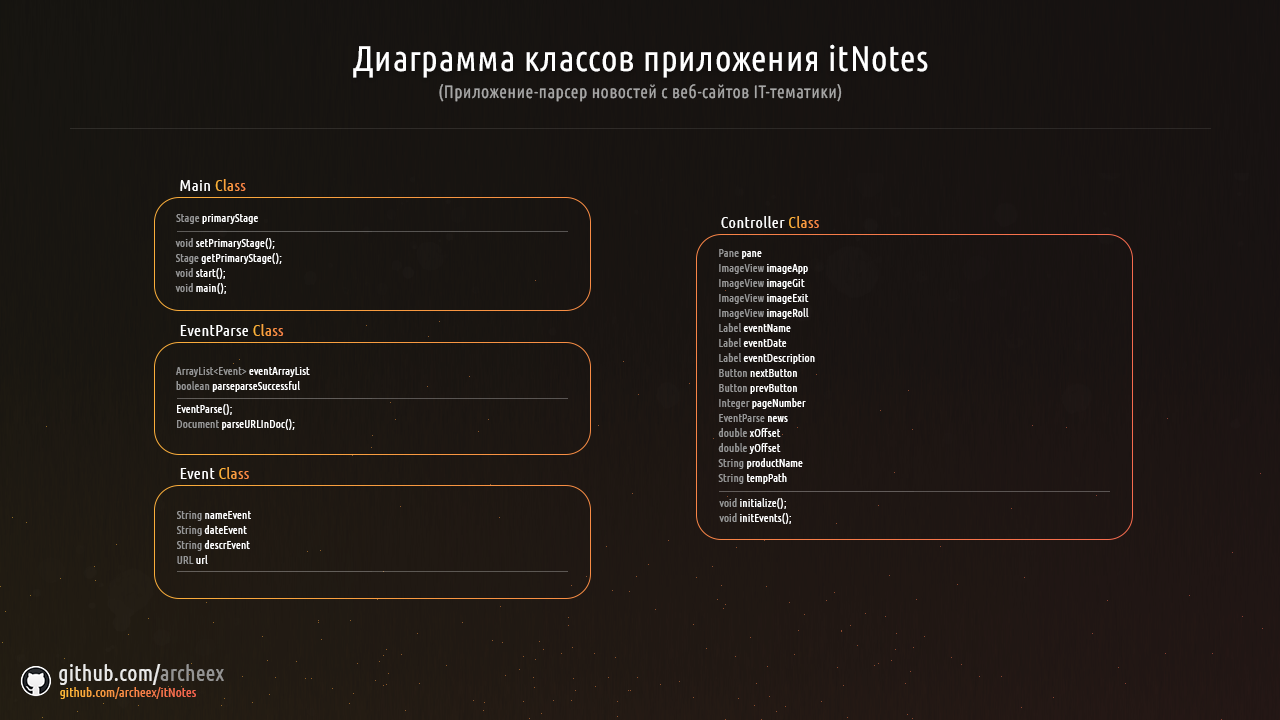 Диаграмма классов приложения itNotes
(Приложение-парсер новостей с веб-сайтов IT-тематики)
Main Class
Stage primaryStage
void setPrimaryStage();
Stage getPrimaryStage();
void start();
void main();
EventParse Class
ArrayList<Event> eventArrayList
boolean parseparseSuccessful
EventParse();
Document parseURLInDoc();
Event Class
String nameEvent
String dateEvent
String descrEvent
URL url
Controller Class
Pane pane
ImageView imageApp
ImageView imageGit
ImageView imageExit
ImageView imageRoll
Label eventName
Label eventDate
Label eventDescription
Button nextButton
Button prevButton
Integer pageNumber
EventParse news
double xOffset
double yOffset
String productName
String tempPath
void initialize();
void initEvents();
github.com/archeex
github.com/archeex/itNotes